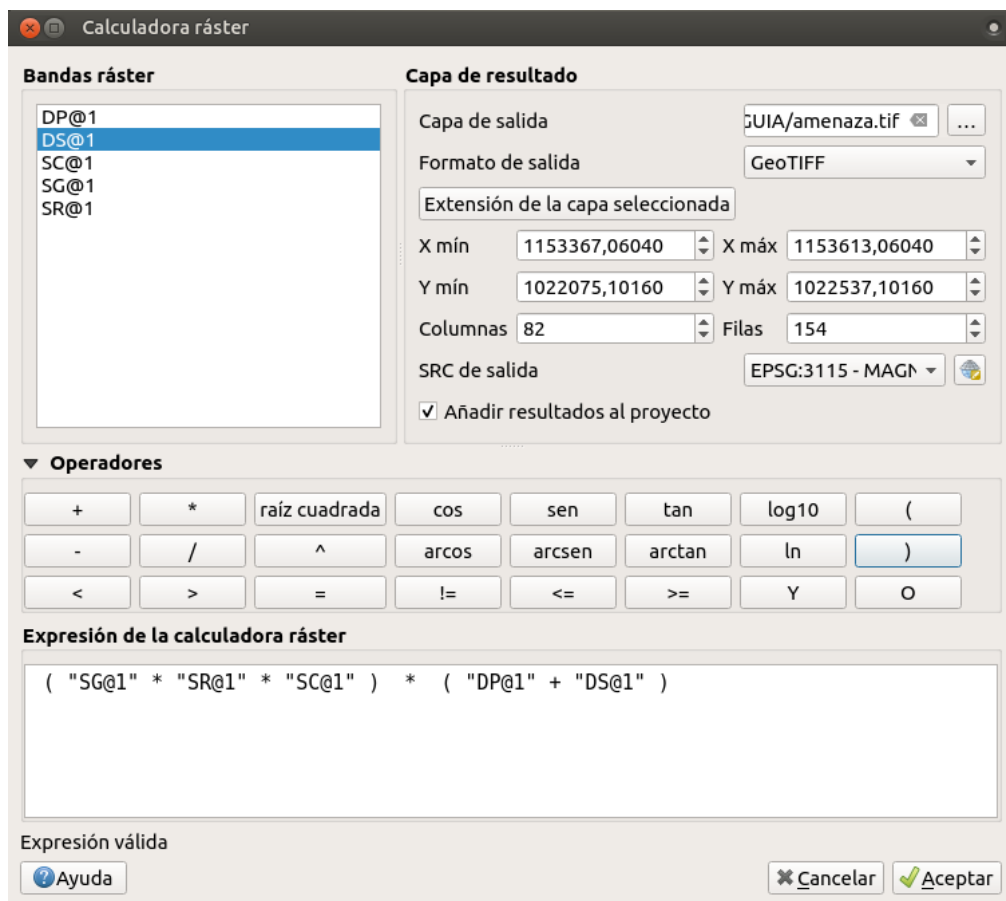 Calculadora ráster
Bandas ráster
DP@1
DS@1
SC@1
SG@1
SR@1
Capa de resultado
Capa de salida GUIA/amenaza.tif ...
Formato de salida GeoTIFF
Extensión de la capa seleccionada
X mín 1153367,06040 X máx 1153613,06040
Y mín 1022075,10160 Y máx 1022537,10160
Columnas 82 Filas 154
SRC de salida EPSG:3115 - MAGN
Añadir resultados al proyecto
Operadores
+ * raíz cuadrada cos sen tan log10 (
- / ^ arcos arcsen arctan ln )
< > = != <= >= Y O
Expresión de la calculadora ráster
( "SG@1" * "SR@1" * "SC@1" ) * ( "DP@1" + "DS@1" )
Expresión válida
Ayuda Cancelar Aceptar